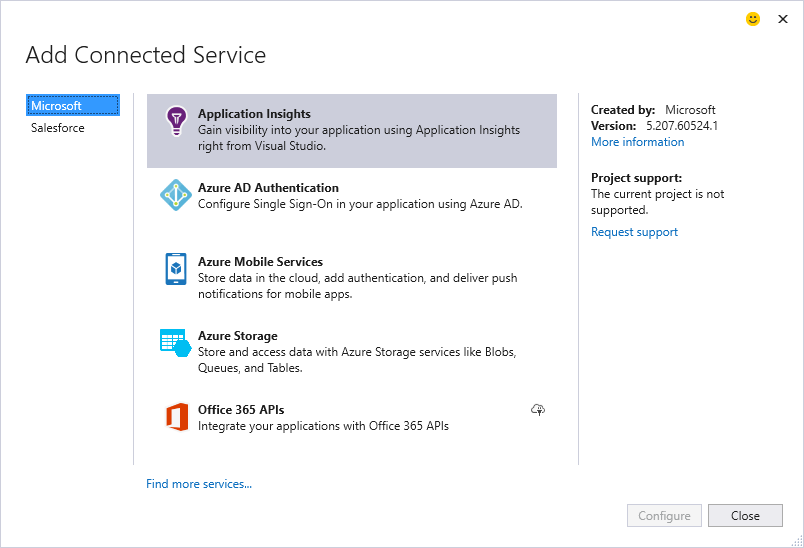 Add Connected Service
Microsoft
Salesforce
Application Insights
Gain visibility into your application using Application Insights
right from Visual Studio.
Azure AD Authentication
Configure Single Sign-On in your application using Azure AD.
Azure Mobile Services
Store data in the cloud, add authentication, and deliver push
notifications for mobile apps.
Azure Storage
Store and access data with Azure Storage services like Blobs,
Queues, and Tables.
Office 365 APIs
Integrate your applications with Office 365 APIs
Find more services...
Created by: Microsoft
Version: 5.207.60524.1
More information
Project support:
The current project is not
supported.
Request support
Configure
Close